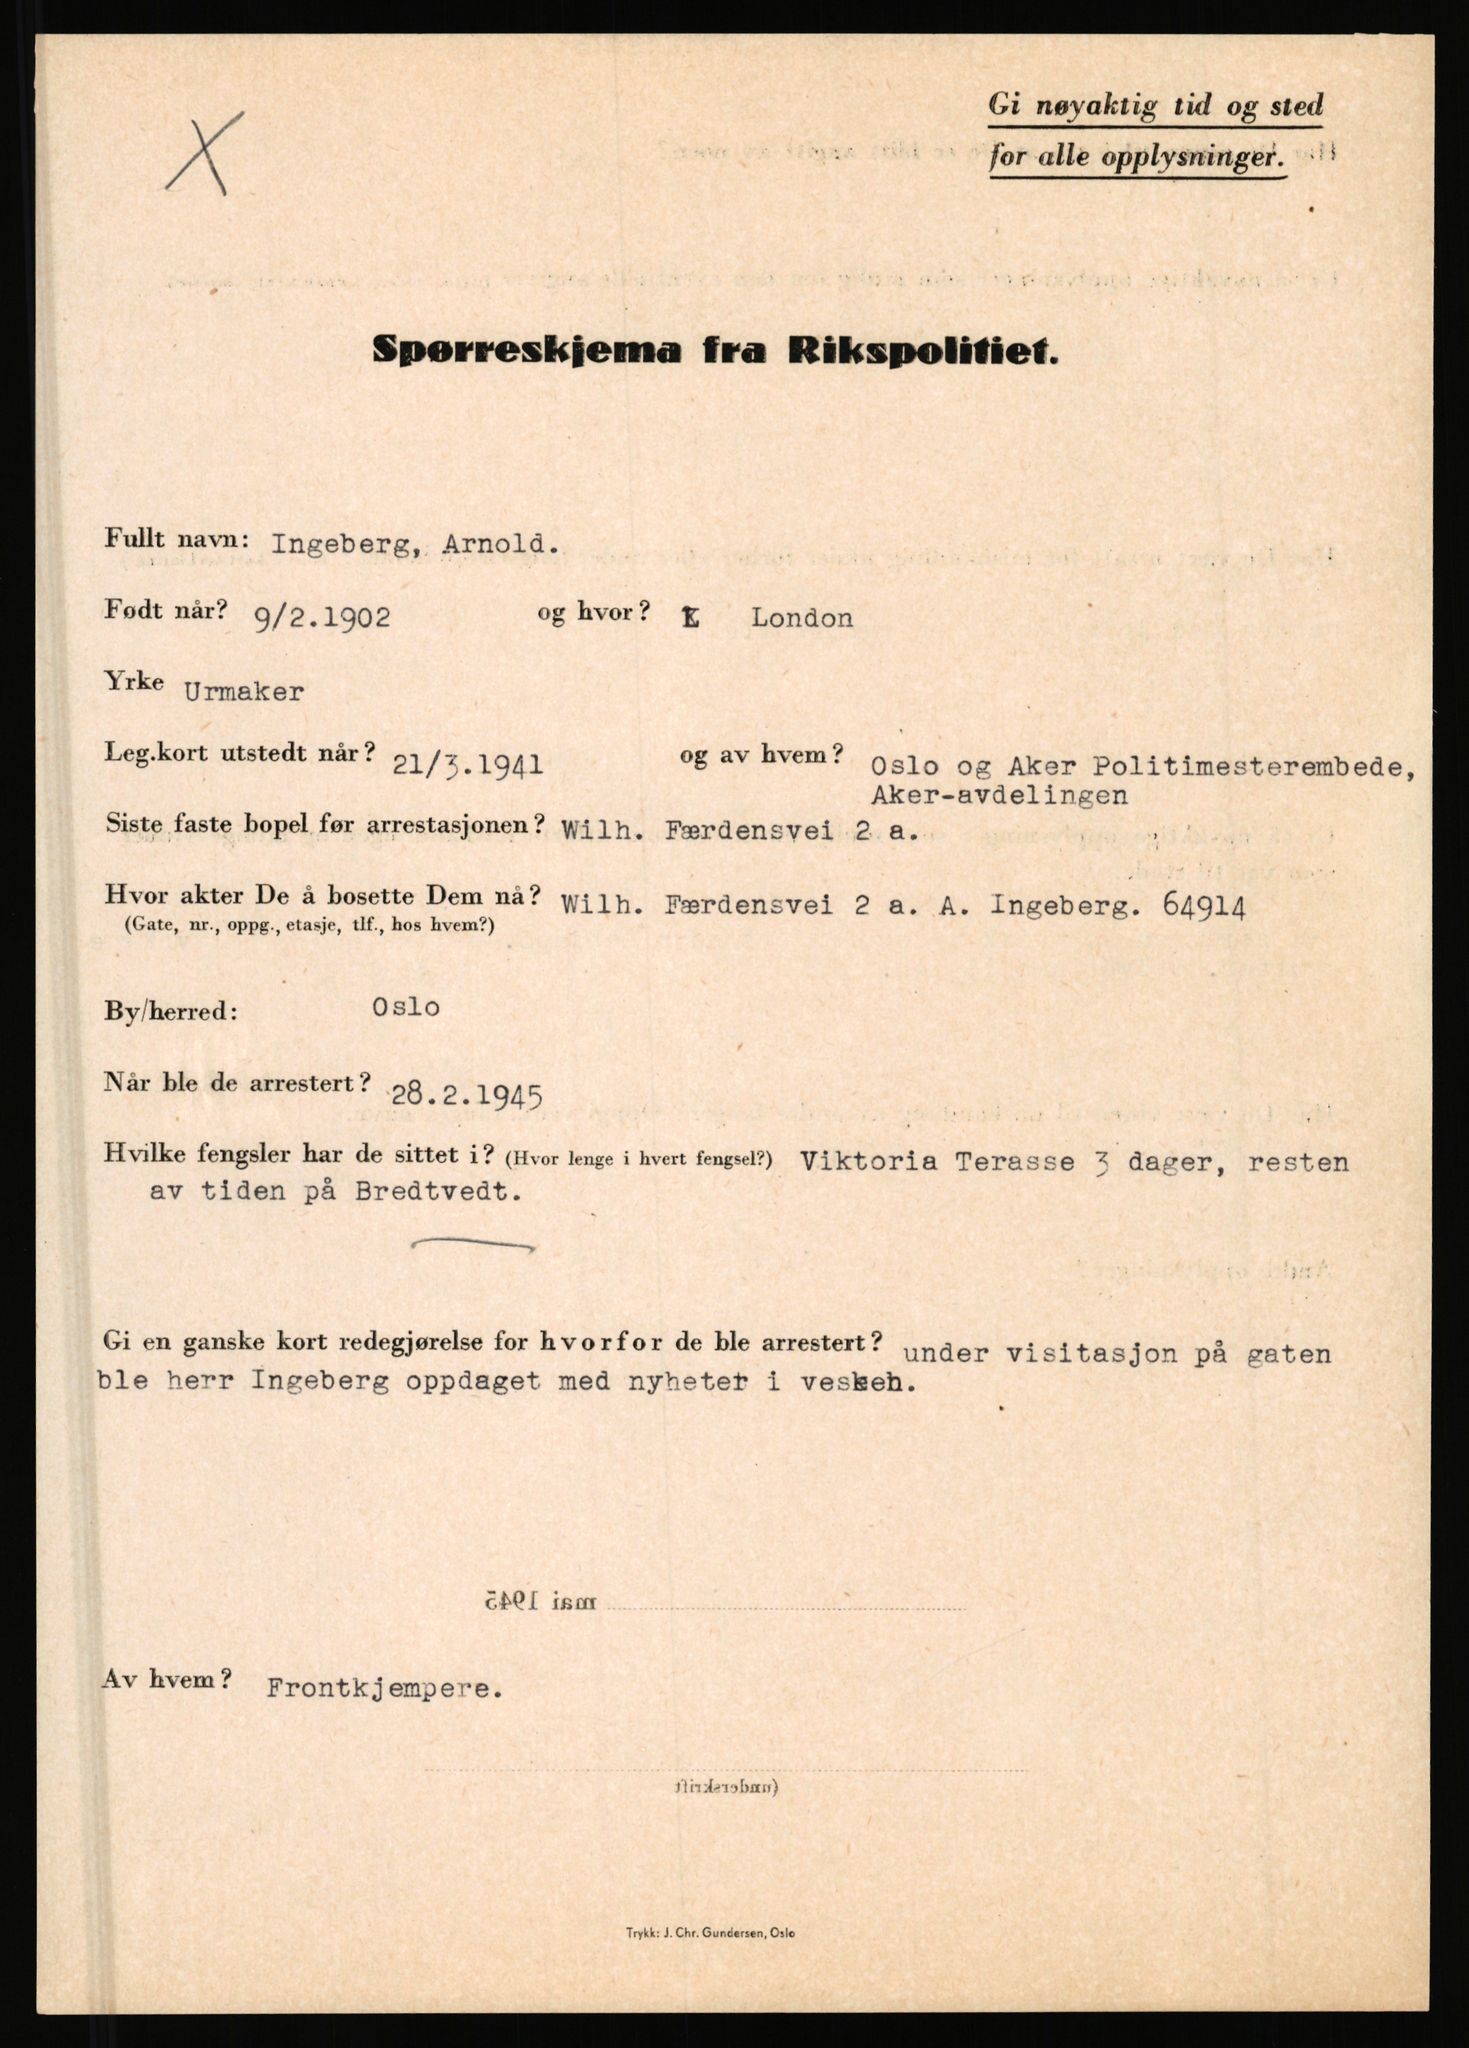 X
Gi nøyaktig tid og sted
for alle opplysninger.
Spørreskjema fra Rikspolitiet.
Fullt navn: Ingeberg, Arnold.
Født når? 9/2.1902 og hvor? London
Yrke Urmaker
Leg.kort utstedt når? 21/3.1941 og av hvem? Oslo og Aker Politimesterembede,
Aker-avdelingen
Siste faste bopel før arrestasjonen? Wilh. Færdensvei 2 a.
Hvor akter De å bosette Dem nå? Wilh. Færdensvei 2 a. A. Ingeberg. 64914
(Gate, nr., oppg., etasje, tlf., hos hvem?)
By/herred: Oslo
Når ble de arrestert? 28.2.1945
Hvilke fengsler har de sittet i? (Hvor lenge i hvert fengsel?) Viktoria Terasse 3 dager, resten
av tiden på Bredtvedt.
Gi en ganske kort redegjørelse for hvorfor de ble arrestert? under visitasjon på gaten
ble herr Ingeberg oppdaget med nyheter i vesken.
mai 1945
Av hvem? Frontkjempere.
(underskrift
Trykk: J. Chr. Gundersen, Oslo